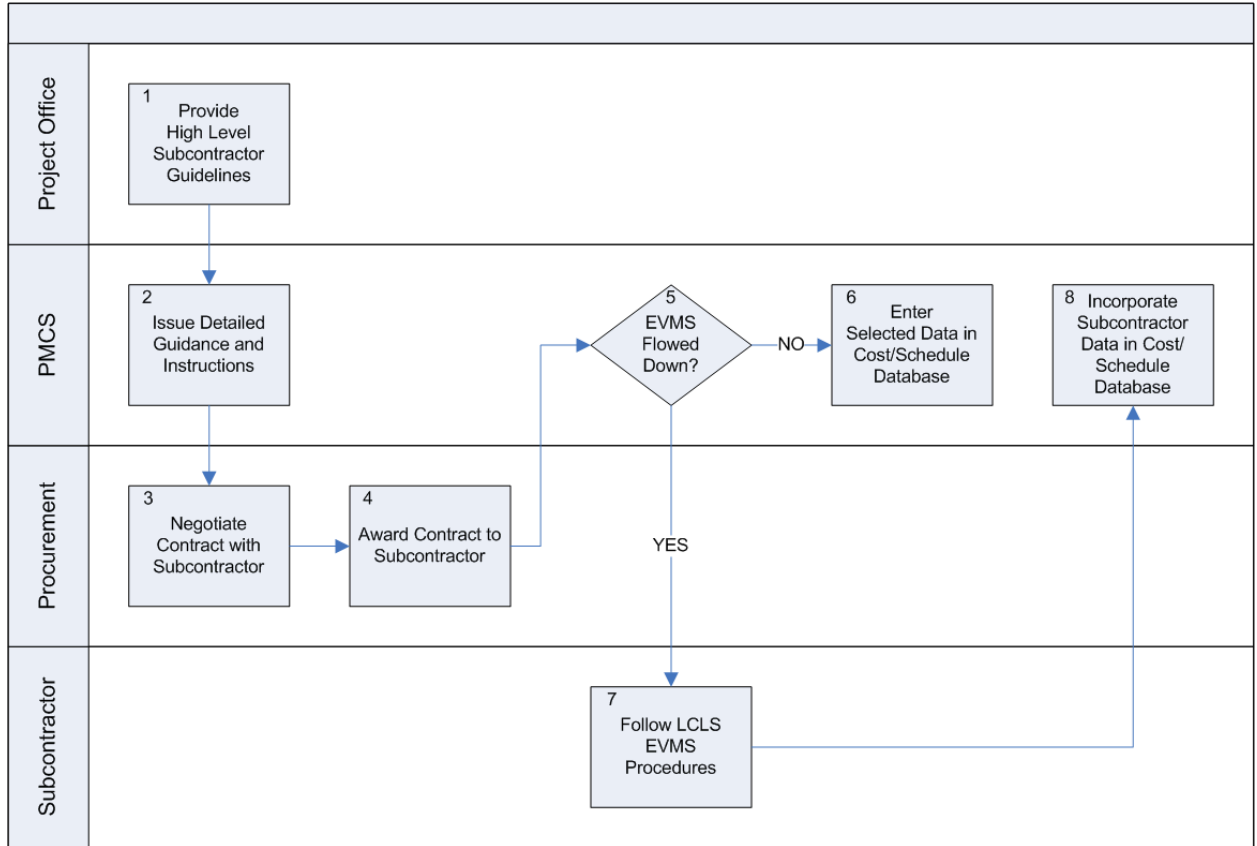 Project Office
1
Provide
High Level
Subcontractor
Guidelines
PMCS
2
Issue Detailed
Guidance and
Instructions
5
EVMS
Flowed
Down?
NO
6
Enter
Selected Data in
Cost/Schedule
Database
8
Incorporate
Subcontractor
Data in Cost/
Schedule
Database
Procurement
3
Negotiate
Contract with
Subcontractor
4
Award Contract to
Subcontractor
YES
Subcontractor
7
Follow LCLS
EVMS
Procedures